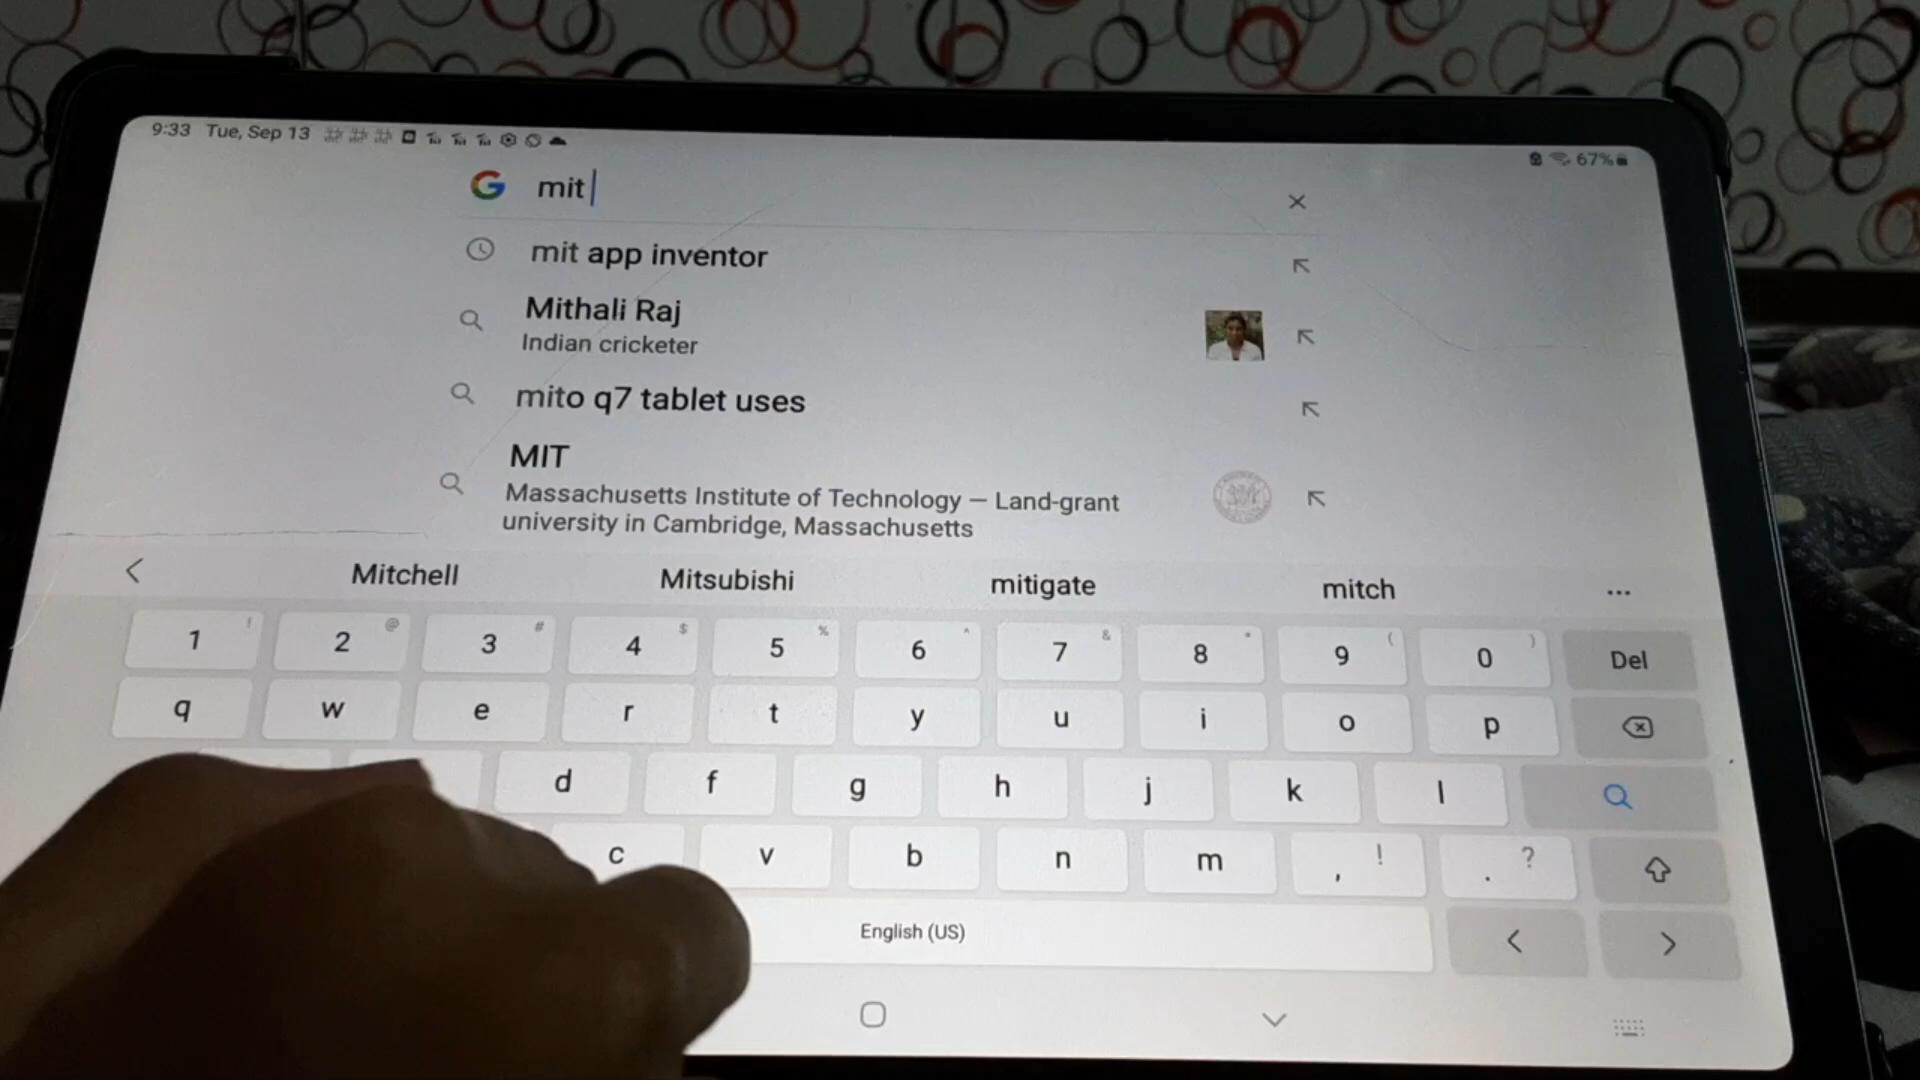 9:33 Tue, Sep 13
67%
mit
mit app inventor
Mithali Raj
Indian cricketer
mito q7 tablet uses
MIT
Massachusetts Institute of Technology — Land-grant
university in Cambridge, Massachusetts
Mitchell Mitsubishi mitigate mitch ...
1 ! 2 @ 3 # 4 $ 5 % 6 ^ 7 & 8 * 9 ( 0 ) Del
q w e r t y u i o p
d f g h j k l
c v b n m , ! . ?
English (US) < >